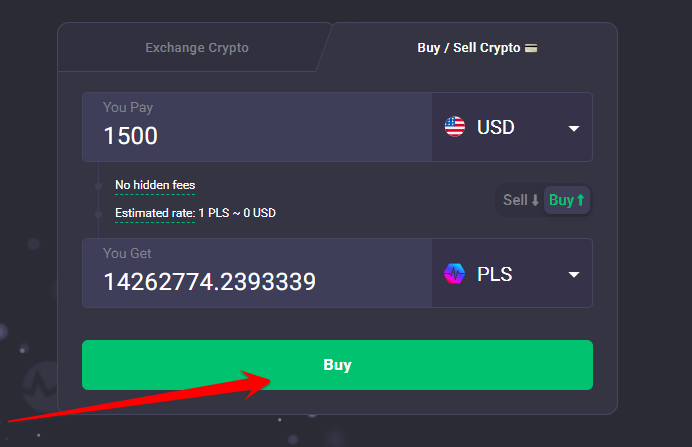 Exchange Crypto
Buy / Sell Crypto
You Pay
1500
USD
No hidden fees
Estimated rate: 1 PLS ~ 0 USD
Sell Buy
You Get
14262774.2393339
PLS
Buy